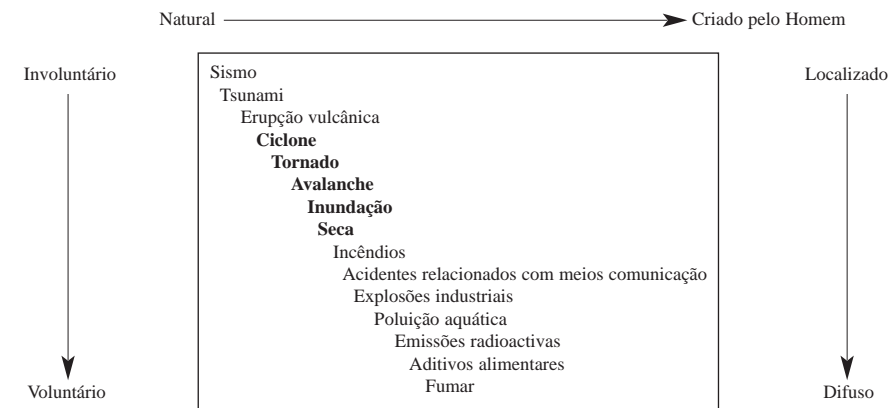 Natural
Criado pelo Homem
Involuntário
Localizado
Sismo
Tsunami
Erupção vulcânica
Ciclone
Tornado
Avalanche
Inundação
Seca
Incêndios
Acidentes relacionados com meios comunicação
Explosões industriais
Poluição aquática
Emissões radioactivas
Aditivos alimentares
Fumar
Voluntário
Difuso